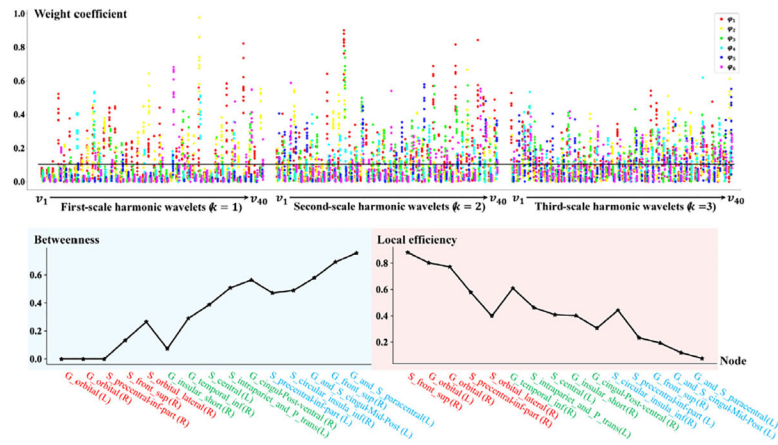 Weight coefficient
1.0
0.8
0.6
0.4
0.2
0.0
φ₁
φ₂
φ₃
φ₄
φ₅
φ₆
v₁ First-scale harmonic wavelets (k = 1) v₄₀
Second-scale harmonic wavelets (k = 2) v₄₀
v₁ Third-scale harmonic wavelets (k =3) v₄₀
Betweenness
0.6
0.4
0.2
0.0
G_orbital(L)
G_orbital(R)
S_precentral-inf-part(R)
S_front_sup(R)
S_orbital_lateral(R)
G_insular_short(R)
G_temporal_inf(R)
S_central(L)
S_intrapariet_and_P_trans(L)
G_cingul-Post-ventral(R)
S_precentral-inf-part(L)
S_circular_insula_inf(R)
G_and_S_cingul-Mid-Post(L)
G_front_sup(R)
G_and_S_paracentral(L)
Local efficiency
0.8
0.6
0.4
0.2
Node
S_front_sup(R)
G_orbital(L)
G_orbital(R)
S_precentral-inf-part(R)
S_orbital_lateral(R)
G_temporal_inf(R)
S_intrapariet_and_P_trans(L)
S_central(L)
G_insular_short(R)
G_cingul-Post-ventral(R)
S_circular_insula_inf(R)
S_precentral-inf-part(L)
G_front_sup(R)
G_and_S_cingul-Mid-Post(L)
G_and_S_paracentral(L)